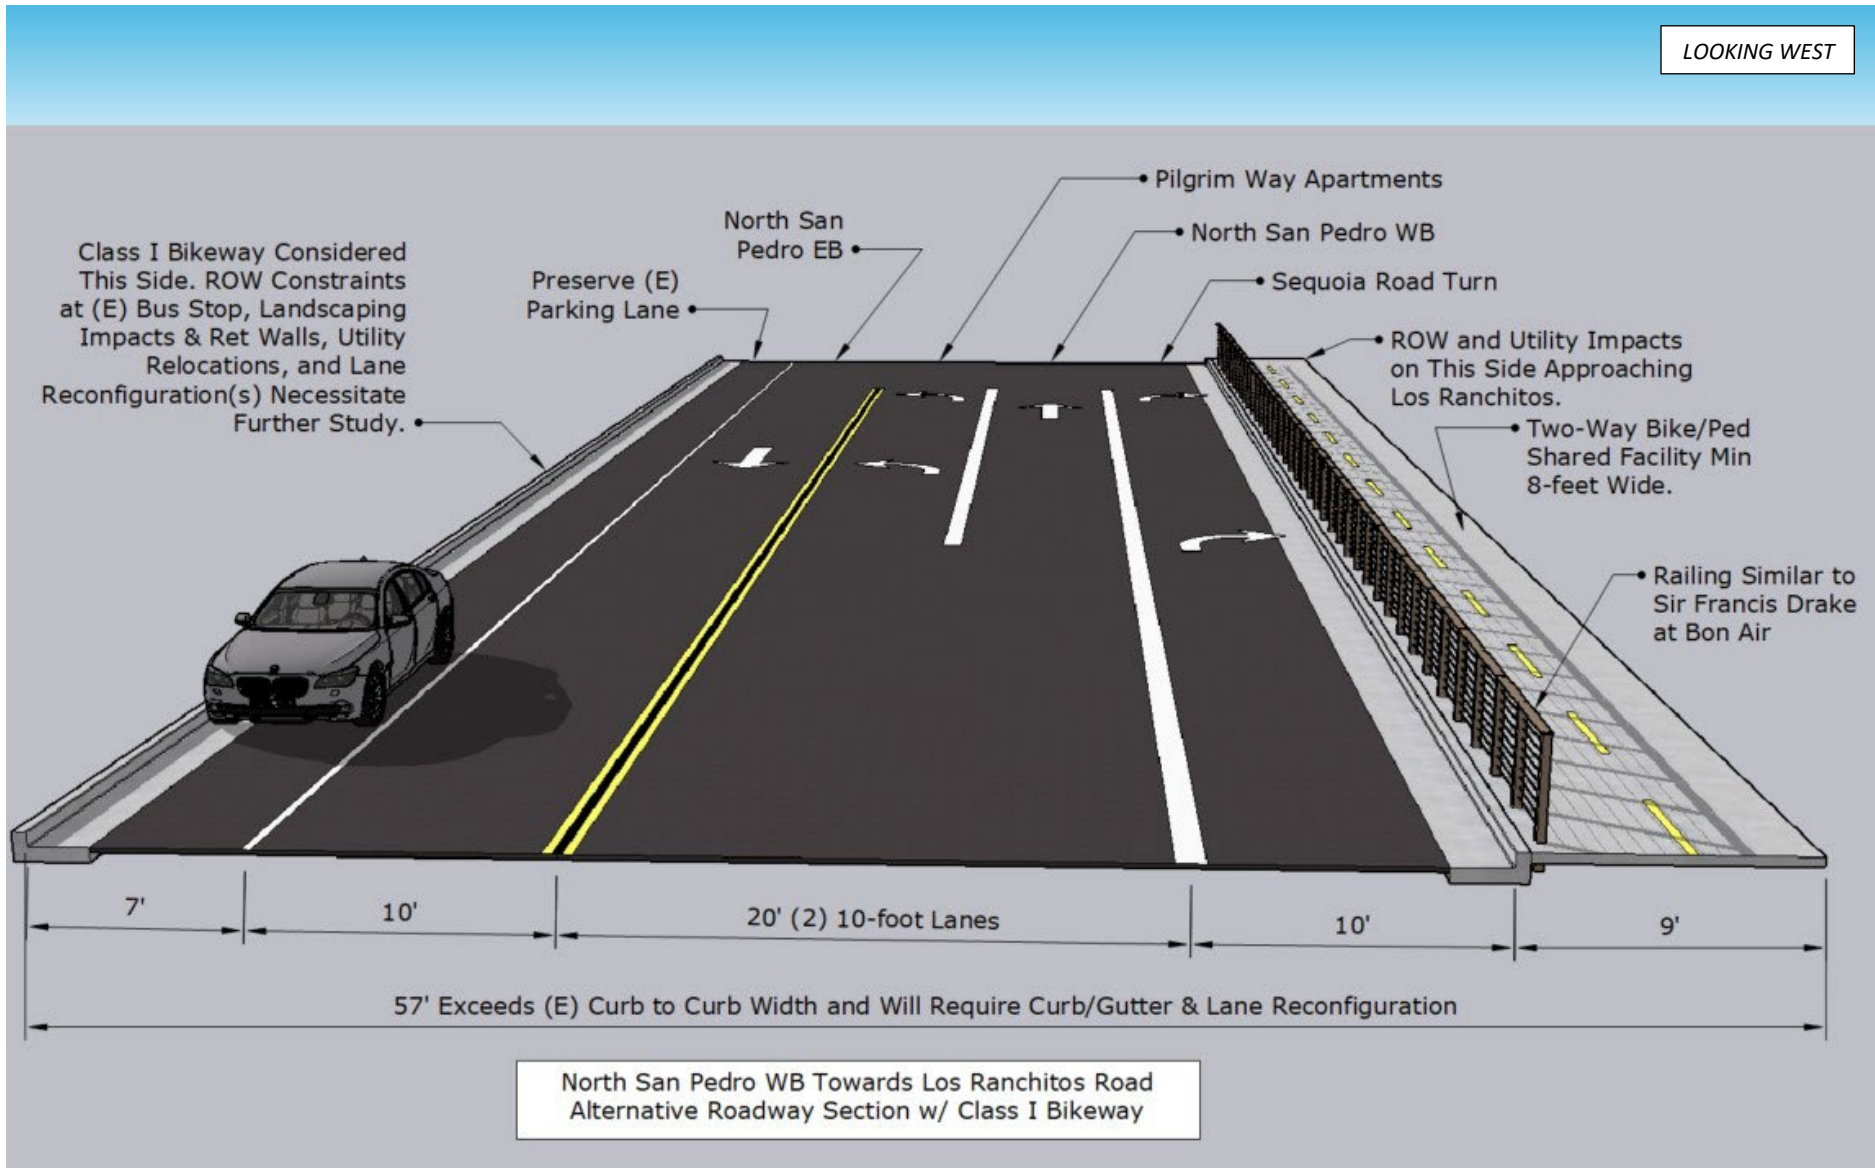 LOOKING WEST
Pilgrim Way Apartments
North San
Pedro EB
North San Pedro WB
Class I Bikeway Considered
This Side. ROW Constraints
at (E) Bus Stop, Landscaping
Impacts & Ret Walls, Utility
Relocations, and Lane
Reconfiguration(s) Necessitate
Further Study.
Preserve (E)
Parking Lane
Sequoia Road Turn
ROW and Utility Impacts
on This Side Approaching
Los Ranchitos.
Two-Way Bike/Ped
Shared Facility Min
8-feet Wide.
Railing Similar to
Sir Francis Drake
at Bon Air
7'
10'
20' (2) 10-foot Lanes
10'
9'
57' Exceeds (E) Curb to Curb Width and Will Require Curb/Gutter & Lane Reconfiguration
North San Pedro WB Towards Los Ranchitos Road
Alternative Roadway Section w/ Class I Bikeway